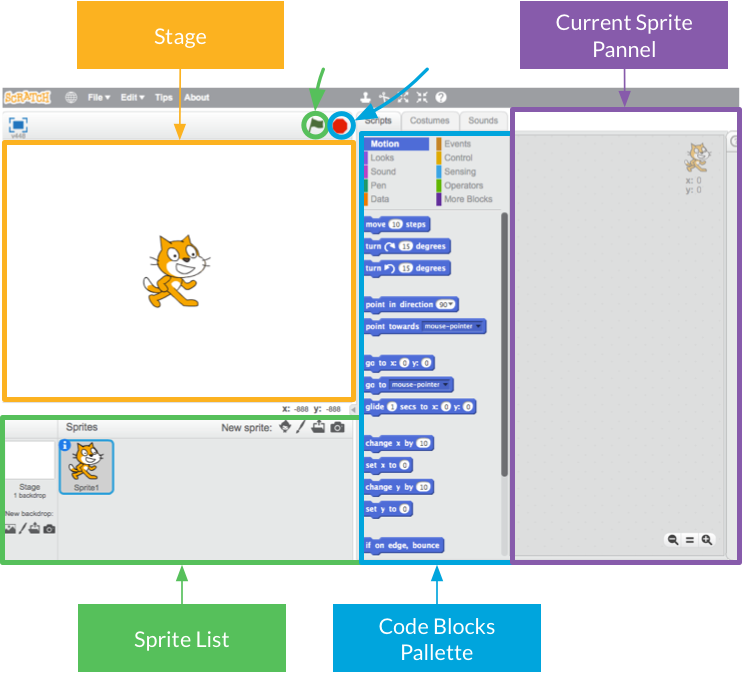 Stage
Current Sprite
Pannel
SCRATCH
File Edit Tips About
v448
Scripts Costumes Sounds
Motion Events
Looks Control
Sound Sensing
Pen Operators
Data More Blocks
x: 0
y: 0
move 10 steps
turn 15 degrees
turn 15 degrees
point in direction 90
point towards mouse-pointer
go to x: 0 y: 0
go to mouse-pointer
glide 1 secs to x: 0 y: 0
change x by 10
set x to 0
change y by 10
set y to 0
if on edge, bounce
x: -888 y: -888
Sprites New sprite:
Stage
1 backdrop
New backdrop:
Sprite1
Sprite List
Code Blocks
Pallette